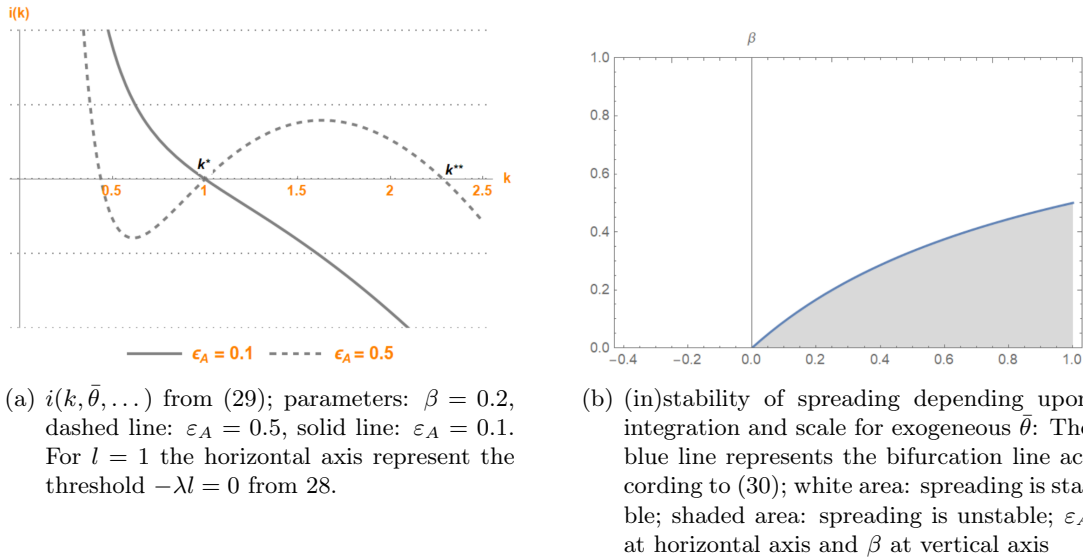 i(k)
k*
k**
0.5
1
1.5
2
2.5
k
ϵA = 0.1
ϵA = 0.5
β
1.0
0.8
0.6
0.4
0.2
0.0
-0.4
-0.2
0.0
0.2
0.4
0.6
0.8
1.0
(a) i(k, θ̄, . . . ) from (29); parameters: β = 0.2,
dashed line: εA = 0.5, solid line: εA = 0.1.
For l = 1 the horizontal axis represent the
threshold −λl = 0 from 28.
(b) (in)stability of spreading depending upon
integration and scale for exogeneous θ̄: The
blue line represents the bifurcation line ac
cording to (30); white area: spreading is sta
ble; shaded area: spreading is unstable; εA
at horizontal axis and β at vertical axis